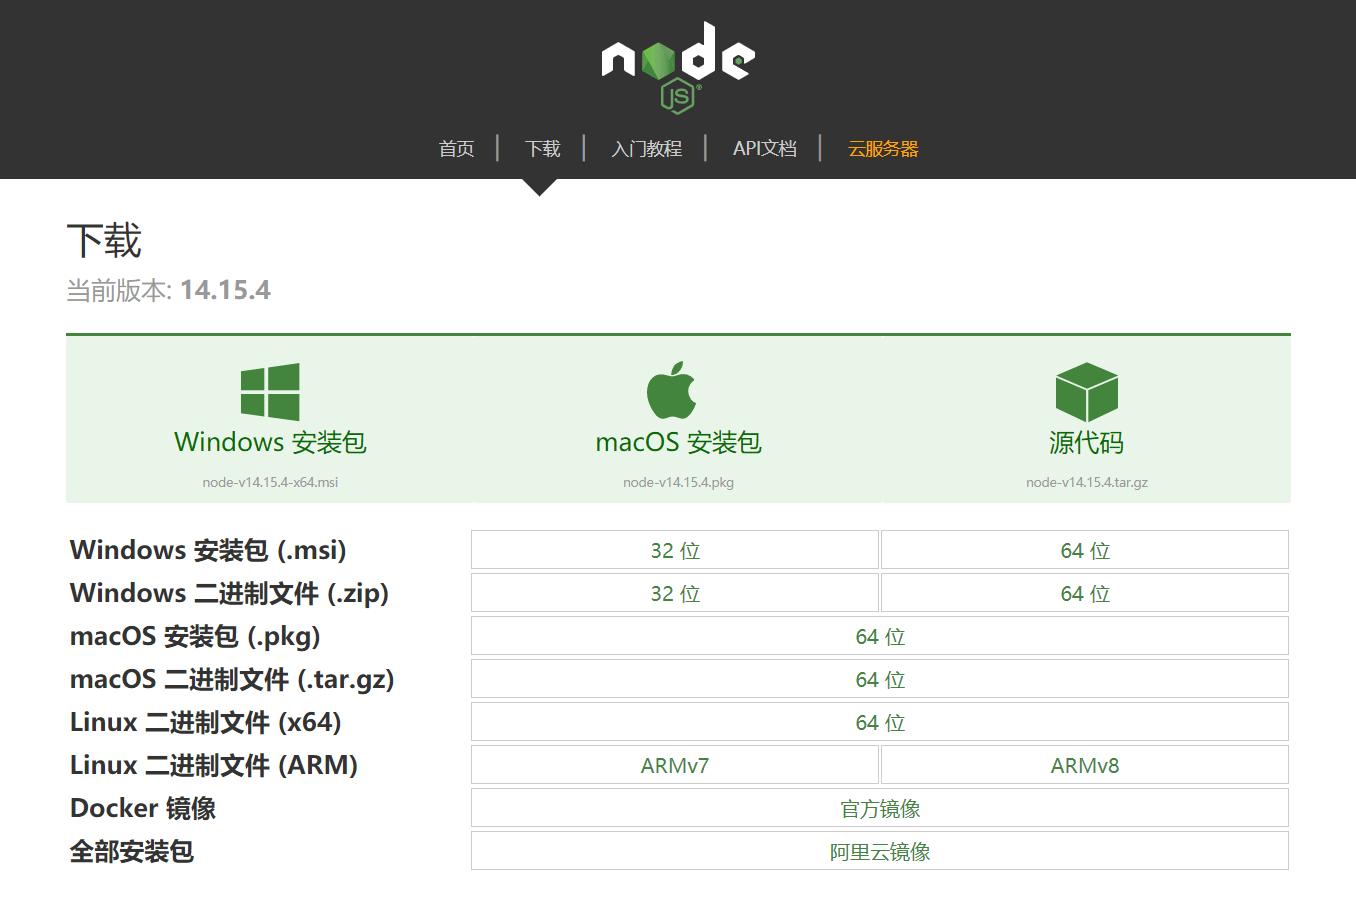 node
JS®
首页 | 下载 | 入门教程 | API文档 | 云服务器
下载
当前版本: 14.15.4
Windows 安装包 macOS 安装包 源代码
node-v14.15.4-x64.msi node-v14.15.4.pkg node-v14.15.4.tar.gz
Windows 安装包 (.msi) 32 位 64 位
Windows 二进制文件 (.zip) 32 位 64 位
macOS 安装包 (.pkg) 64 位
macOS 二进制文件 (.tar.gz) 64 位
Linux 二进制文件 (x64) 64 位
Linux 二进制文件 (ARM) ARMv7 ARMv8
Docker 镜像 官方镜像
全部安装包 阿里云镜像